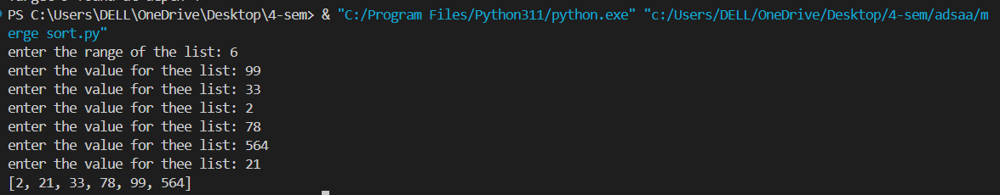 PS C:\Users\DELL\OneDrive\Desktop\4-sem> & "C:/Program Files/Python311/python.exe" "c:/Users/DELL/OneDrive/Desktop/4-sem/adsaa/m
erge sort.py"
enter the range of the list: 6
enter the value for thee list: 99
enter the value for thee list: 33
enter the value for thee list: 2
enter the value for thee list: 78
enter the value for thee list: 564
enter the value for thee list: 21
[2, 21, 33, 78, 99, 564]